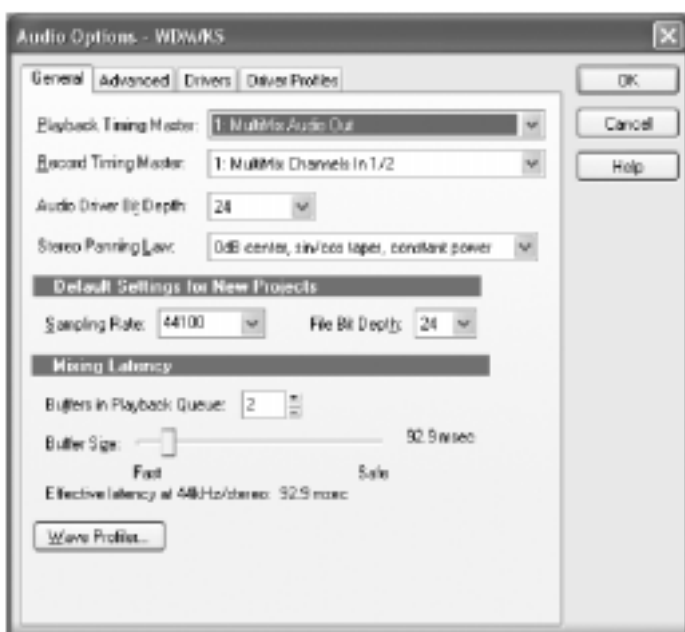 Audio Options - WDM/KS
General Advanced Drivers Driver Profiles
OK
Cancel
Help
Playback Timing Master: 1: MultiMix Audio Out
Record Timing Master: 1: MultiMix Channels In 1/2
Audio Driver Bit Depth: 24
Stereo Panning Law: 0dB center, sin/cos taper, constant power
Default Settings for New Projects
Sampling Rate: 44100 File Bit Depth: 24
Mixing Latency
Buffers in Playback Queue: 2
Buffer Size: 92.9 msec
Fast Safe
Effective latency at 44kHz/stereo: 92.9 msec
Wave Profiler...